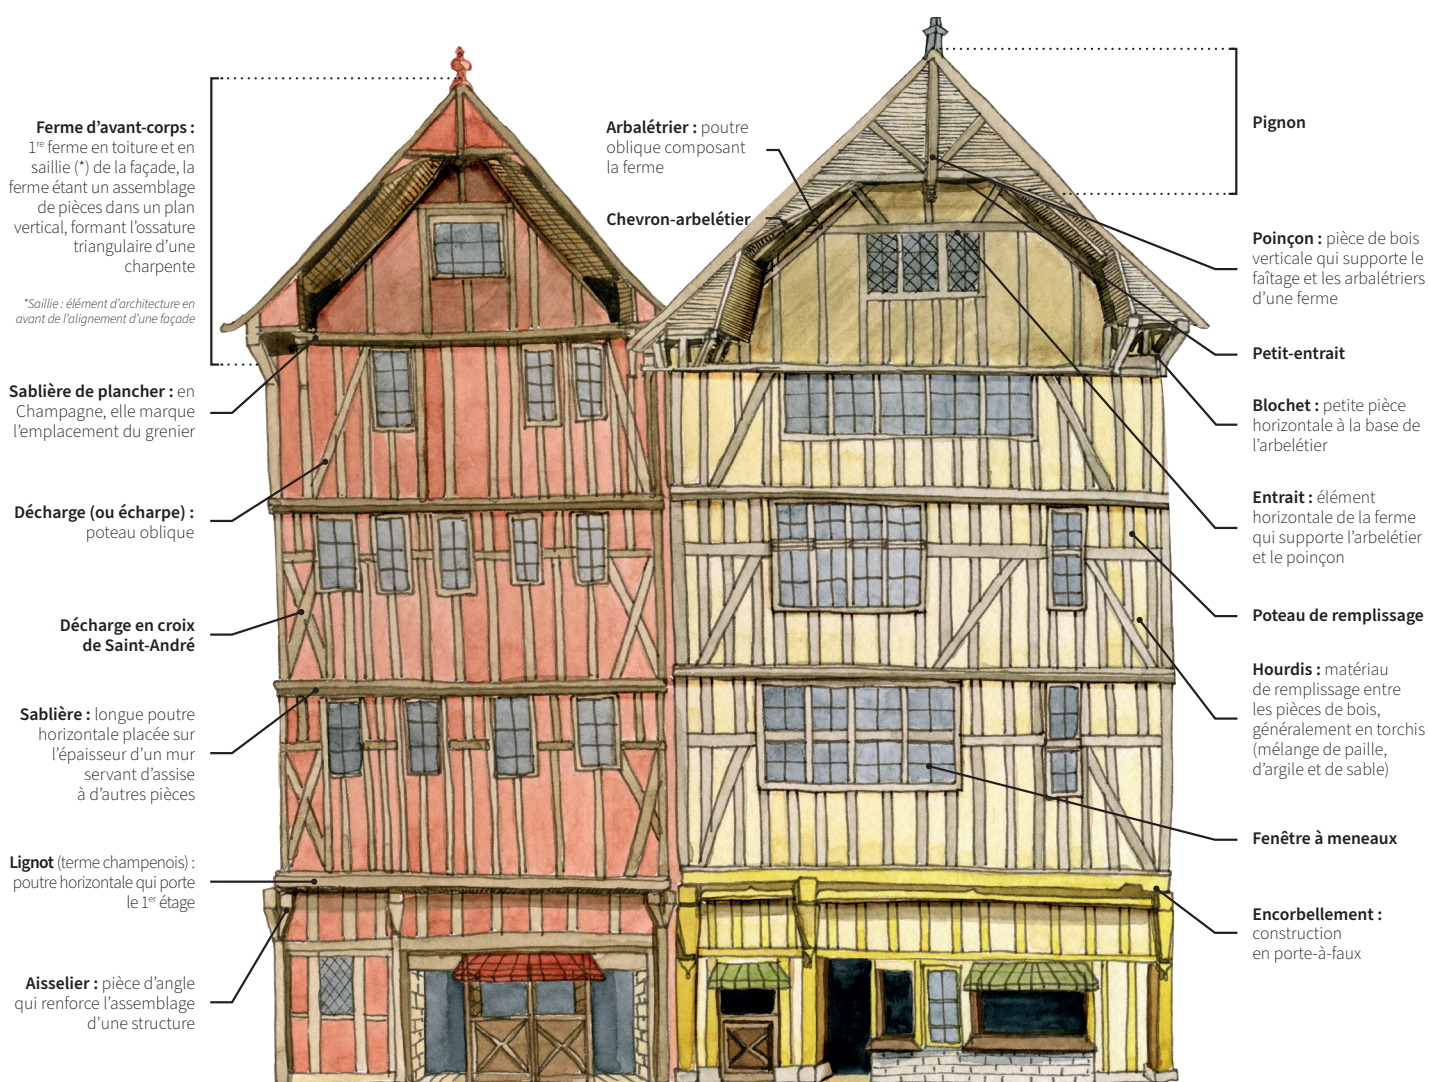 Ferme d'avant-corps :
1re ferme en toiture et en
saillie (*) de la façade, la
ferme étant un assemblage
de pièces dans un plan
vertical, formant l'ossature
triangulaire d'une
charpente
*Saillie : élément d'architecture en
avant de l'alignement d'une façade
Sablière de plancher : en
Champagne, elle marque
l'emplacement du grenier
Décharge (ou écharpe) :
poteau oblique
Décharge en croix
de Saint-André
Sablière : longue poutre
horizontale placée sur
l'épaisseur d'un mur
servant d'assise
à d'autres pièces
Lignot (terme champenois) :
poutre horizontale qui porte
le 1er étage
Aisselier : pièce d'angle
qui renforce l'assemblage
d'une structure
Arbalétrier : poutre
oblique composant
la ferme
Chevron-arbelétier
Pignon
Poinçon : pièce de bois
verticale qui supporte le
faîtage et les arbalétriers
d'une ferme
Petit-entrait
Blochet : petite pièce
horizontale à la base de
l'arbelétier
Entrait : élément
horizontale de la ferme
qui supporte l'arbelétier
et le poinçon
Poteau de remplissage
Hourdis : matériau
de remplissage entre
les pièces de bois,
généralement en torchis
(mélange de paille,
d'argile et de sable)
Fenêtre à meneaux
Encorbellement :
construction
en porte-à-faux